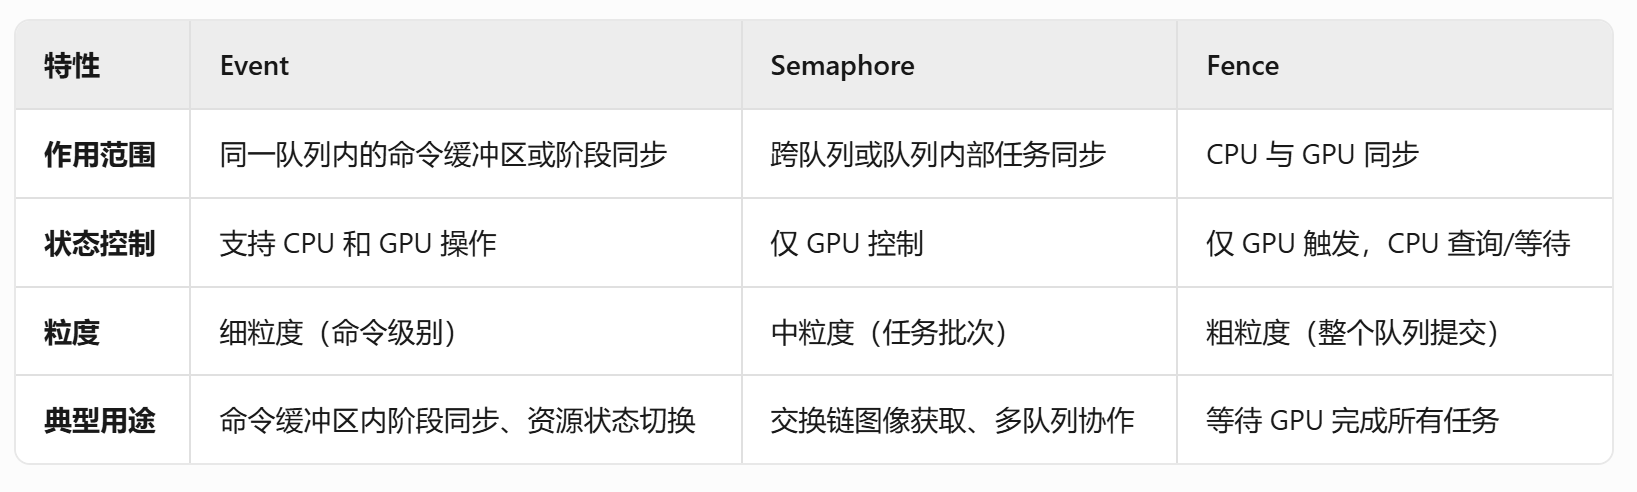 特性 Event Semaphore Fence
作用范围 同一队列内的命令缓冲区或阶段同步 跨队列或队列内部任务同步 CPU 与 GPU 同步
状态控制 支持 CPU 和 GPU 操作 仅 GPU 控制 仅 GPU 触发，CPU 查询/等待
粒度 细粒度（命令级别） 中粒度（任务批次） 粗粒度（整个队列提交）
典型用途 命令缓冲区内阶段同步、资源状态切换 交换链图像获取、多队列协作 等待 GPU 完成所有任务